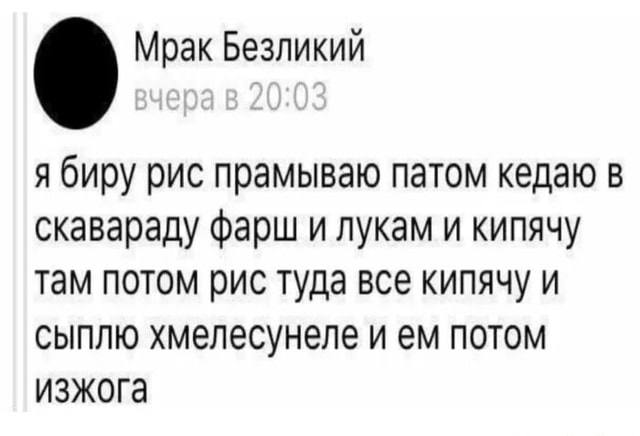 Мрак Безликий
вчера в 20:03
я биру рис прамываю патом кедаю в
скавараду фарш и лукам и кипячу
там потом рис туда все кипячу и
сыплю хмелесунеле и ем потом
изжога